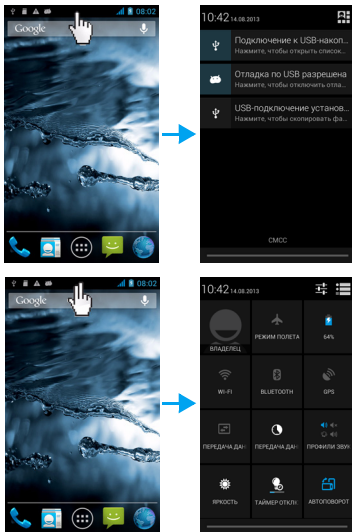 08:02
Google
10:42 14.08.2013
Подключение к USB-накоп...
Нажмите, чтобы открыть список...
Отладка по USB разрешена
Нажмите, чтобы отключить отла...
USB-подключение установ...
Нажмите, чтобы скопировать фа...
СМСС
08:02
Google
10:42 14.08.2013
ВЛАДЕЛЕЦ
РЕЖИМ ПОЛЕТА
64%
WI-FI
BLUETOOTH
GPS
ПЕРЕДАЧА ДАН
ПЕРЕДАЧА ДАН
ПРОФИЛИ ЗВУК
ЯРКОСТЬ
ТАЙМЕР ОТКЛЮ
АВТОПОВОРОТ